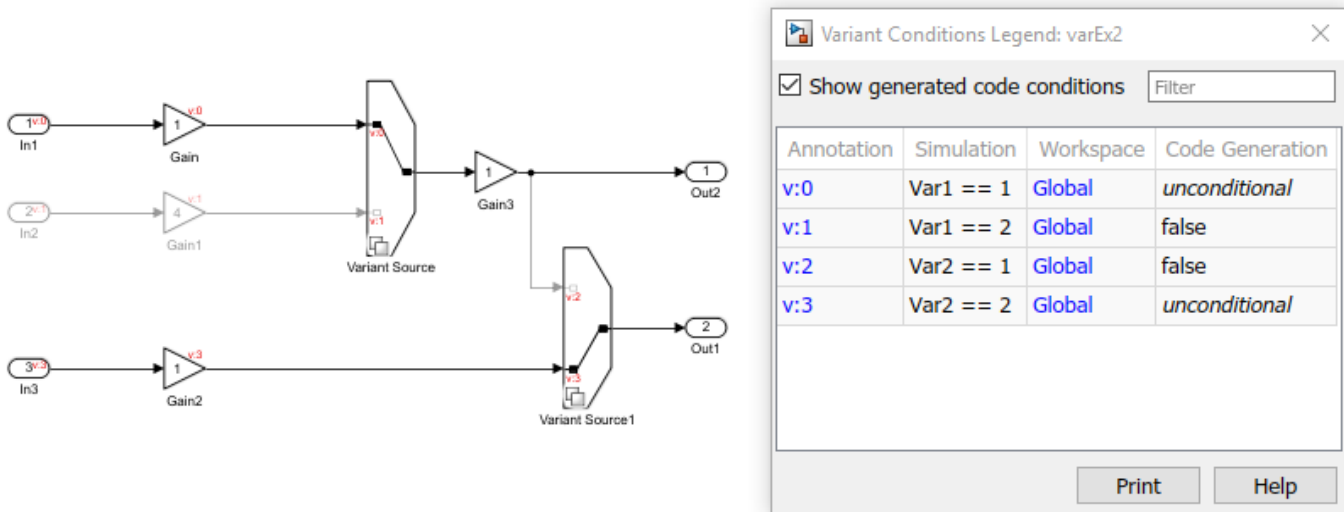 v:0
1 v:0
1
v:0
In1
Gain
1
Gain3
1
Out2
v:1
2 v:1
4
v:1
In2
Gain1
Variant Source
v:2
2
Out1
v:3
3 v:3
1
v:3
In3
Gain2
Variant Source1
Variant Conditions Legend: varEx2
Show generated code conditions Filter
Annotation Simulation Workspace Code Generation
v:0 Var1 == 1 Global unconditional
v:1 Var1 == 2 Global false
v:2 Var2 == 1 Global false
v:3 Var2 == 2 Global unconditional
Print Help